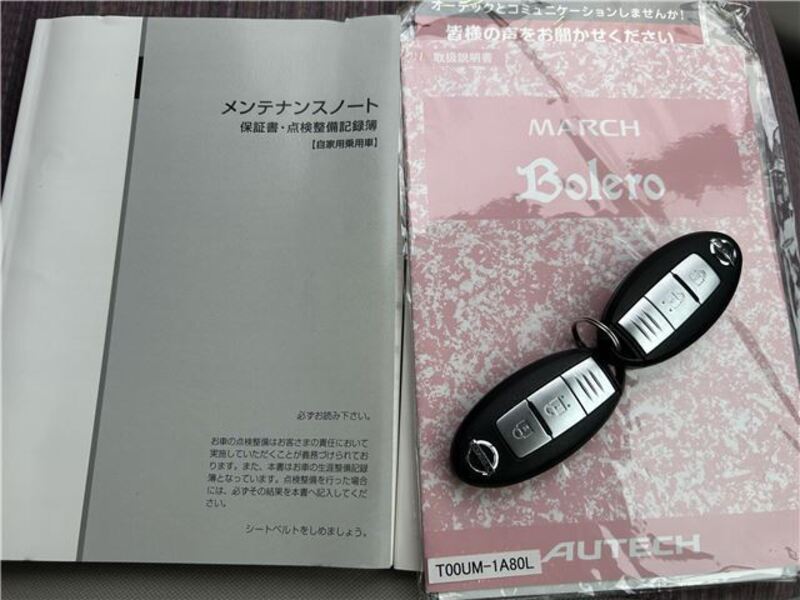 メンテナンスノート
保証書・点検整備記録簿
【自家用乗用車】
必ずお読み下さい。
お車の点検整備はお客さまの責任において
実施していただくことが義務づけられてお
ります。また、本書はお車の生涯整備記録
簿となっています。点検整備を行った場合
には、必ずその結果を本書へ記入してくだ
さい。
シートベルトをしめましょう。
オーテックとコミュニケーションしませんか!
皆様の声をお聞かせください
取扱説明書
MARCH
Bolero
AUTECH
T00UM-1A80L